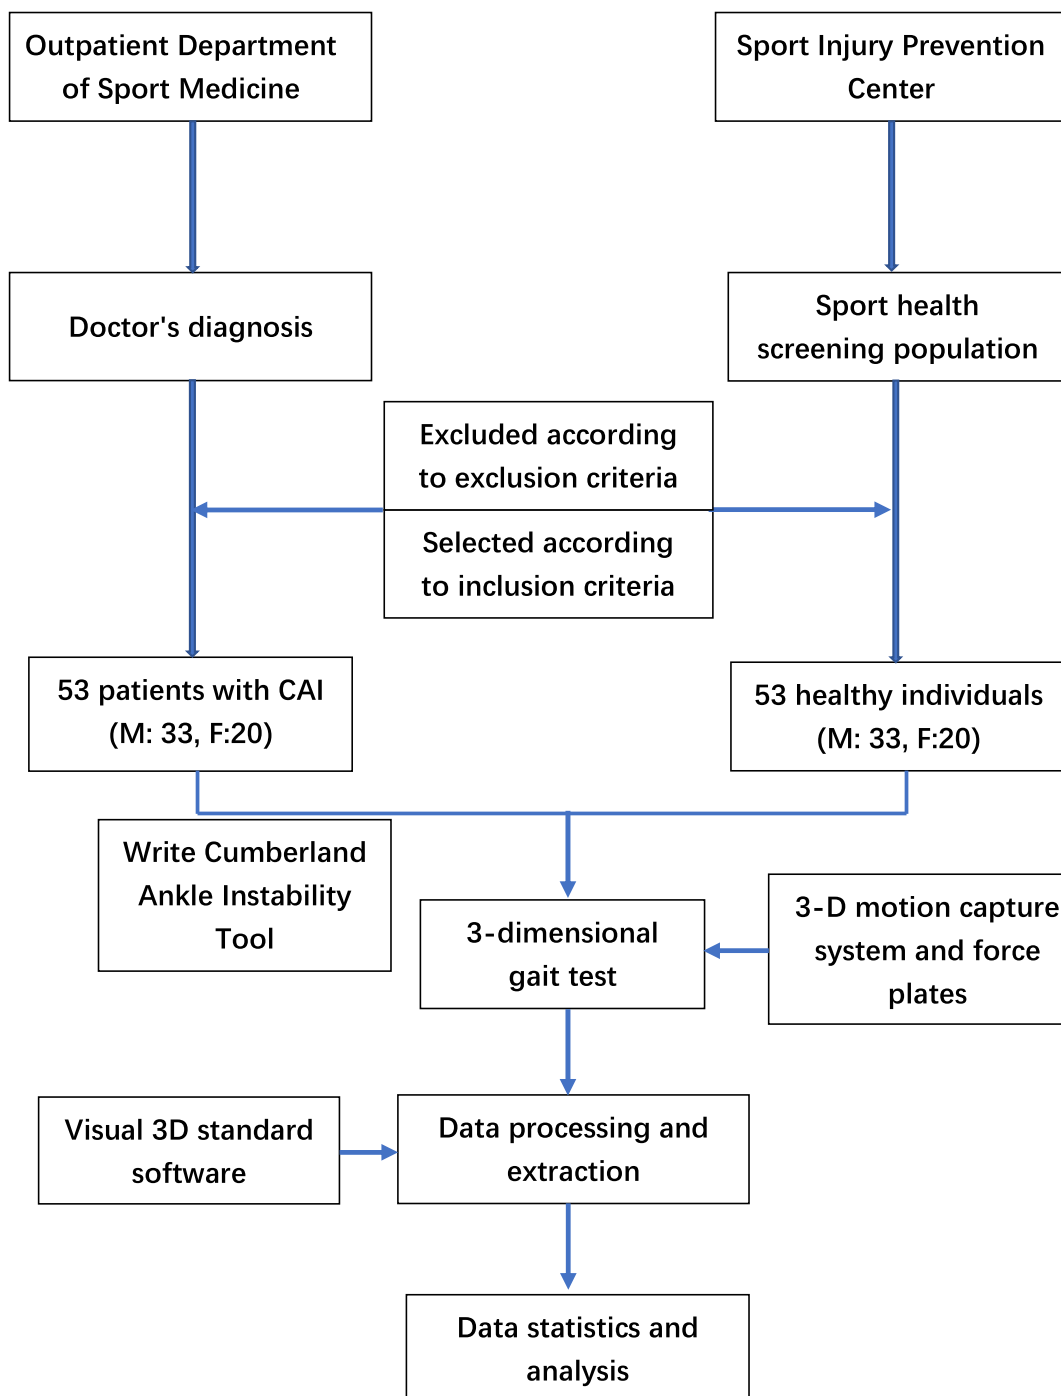 Outpatient Department
of Sport Medicine
Sport Injury Prevention
Center
Doctor's diagnosis
Sport health
screening population
Excluded according
to exclusion criteria
Selected according
to inclusion criteria
53 patients with CAI
(M: 33, F:20)
53 healthy individuals
(M: 33, F:20)
Write Cumberland
Ankle Instability
Tool
3-dimensional
gait test
3-D motion capture
system and force
plates
Visual 3D standard
software
Data processing and
extraction
Data statistics and
analysis